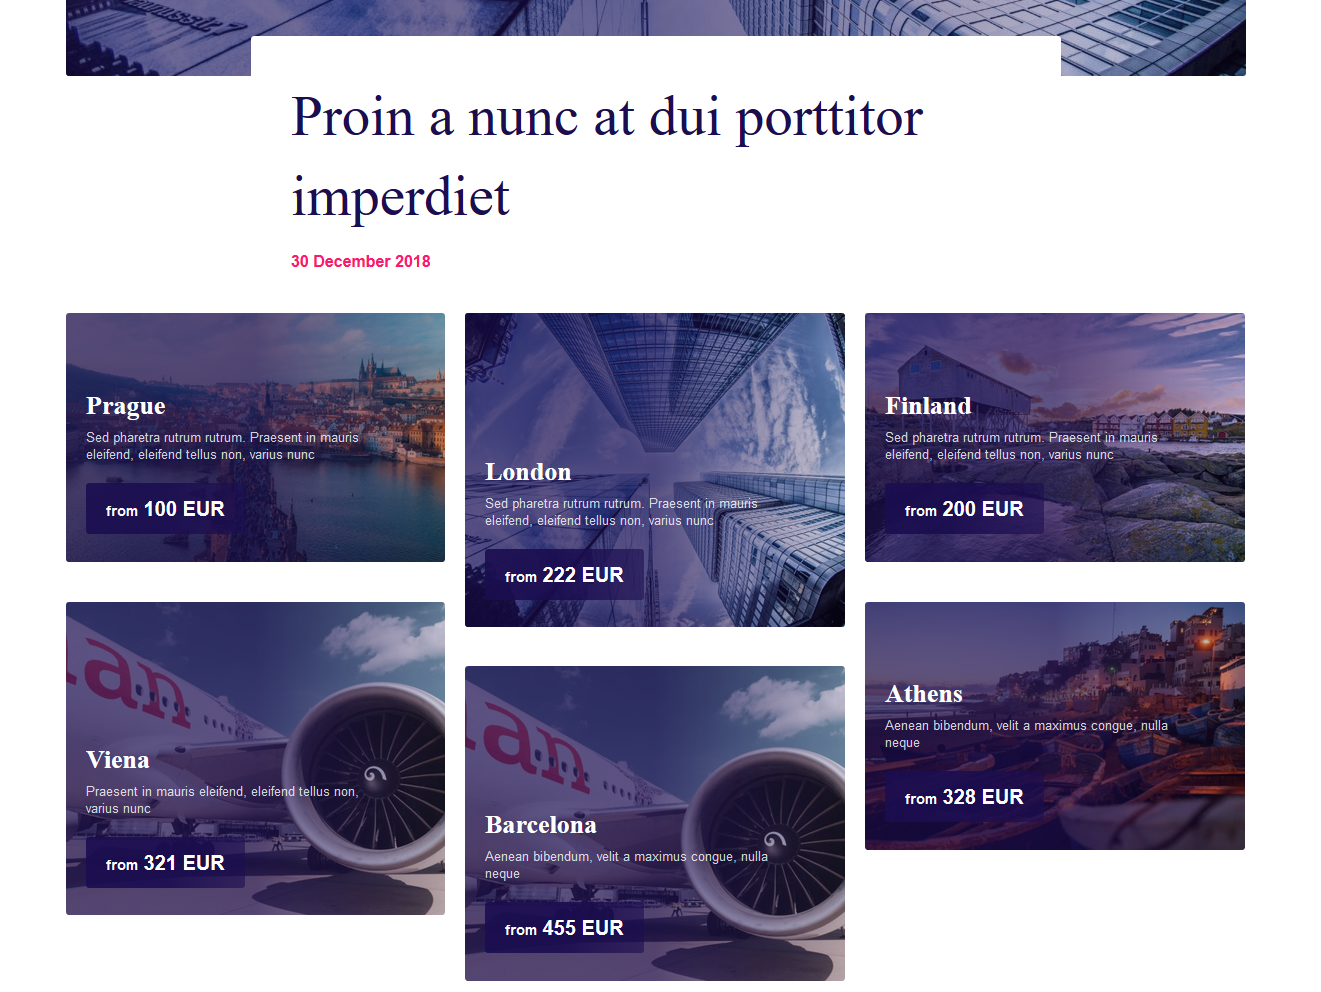 Proin a nunc at dui porttitor
imperdiet
30 December 2018
Prague
Sed pharetra rutrum rutrum. Praesent in mauris
eleifend, eleifend tellus non, varius nunc
from 100 EUR
London
Sed pharetra rutrum rutrum. Praesent in mauris
eleifend, eleifend tellus non, varius nunc
from 222 EUR
Finland
Sed pharetra rutrum rutrum. Praesent in mauris
eleifend, eleifend tellus non, varius nunc
from 200 EUR
an
Viena
Praesent in mauris eleifend, eleifend tellus non,
varius nunc
from 321 EUR
an
Barcelona
Aenean bibendum, velit a maximus congue, nulla
neque
from 455 EUR
Athens
Aenean bibendum, velit a maximus congue, nulla
neque
from 328 EUR